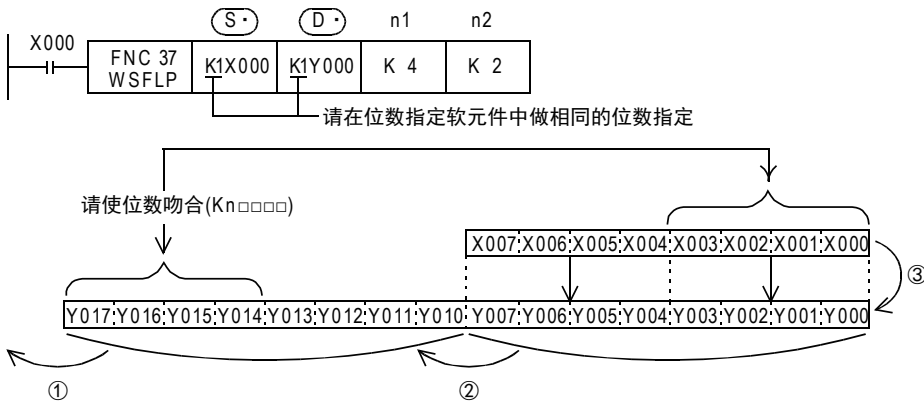 S· D· n1 n2
X000
FNC 37 K1X000 K1Y000 K 4 K 2
WSFLP
请在位数指定软元件中做相同的位数指定
请使位数吻合(Kn□□□□)
X007 X006 X005 X004 X003 X002 X001 X000
③
Y017 Y016 Y015 Y014 Y013 Y012 Y011 Y010 Y007 Y006 Y005 Y004 Y003 Y002 Y001 Y000
① ②